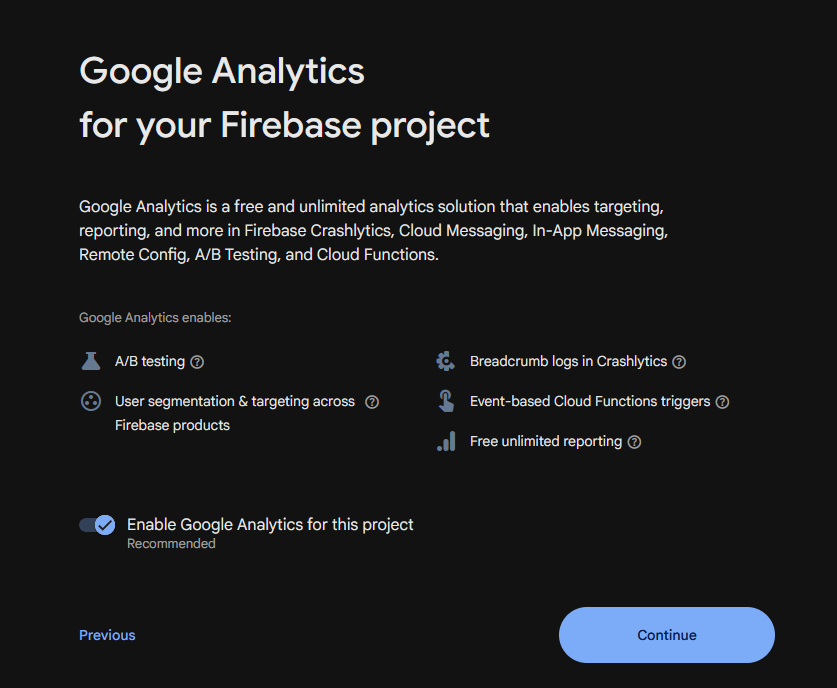 Google Analytics
for your Firebase project
Google Analytics is a free and unlimited analytics solution that enables targeting,
reporting, and more in Firebase Crashlytics, Cloud Messaging, In-App Messaging,
Remote Config, A/B Testing, and Cloud Functions.
Google Analytics enables:
A/B testing
User segmentation & targeting across
Firebase products
Breadcrumb logs in Crashlytics
Event-based Cloud Functions triggers
Free unlimited reporting
Enable Google Analytics for this project
Recommended
Previous
Continue